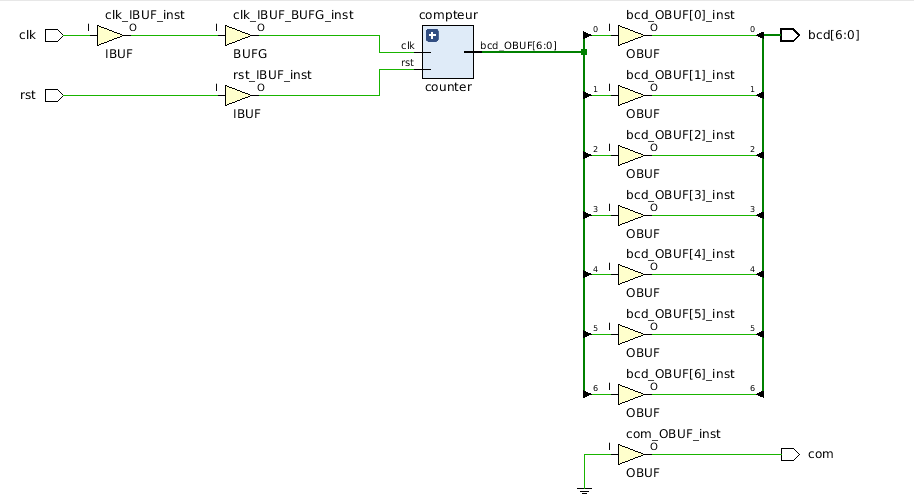 clk_IBUF_inst
clk_IBUF_BUFG_inst
compteur
bcd_OBUF[0]_inst
clk
I
O
IBUF
I
O
BUFG
clk
rst
bcd_OBUF[6:0]
counter
0
I
O
OBUF
0
bcd[6:0]
rst
rst_IBUF_inst
I
O
IBUF
bcd_OBUF[1]_inst
1
I
O
OBUF
1
bcd_OBUF[2]_inst
2
I
O
OBUF
2
bcd_OBUF[3]_inst
3
I
O
OBUF
3
bcd_OBUF[4]_inst
4
I
O
OBUF
4
bcd_OBUF[5]_inst
5
I
O
OBUF
5
bcd_OBUF[6]_inst
6
I
O
OBUF
6
com_OBUF_inst
I
O
OBUF
com